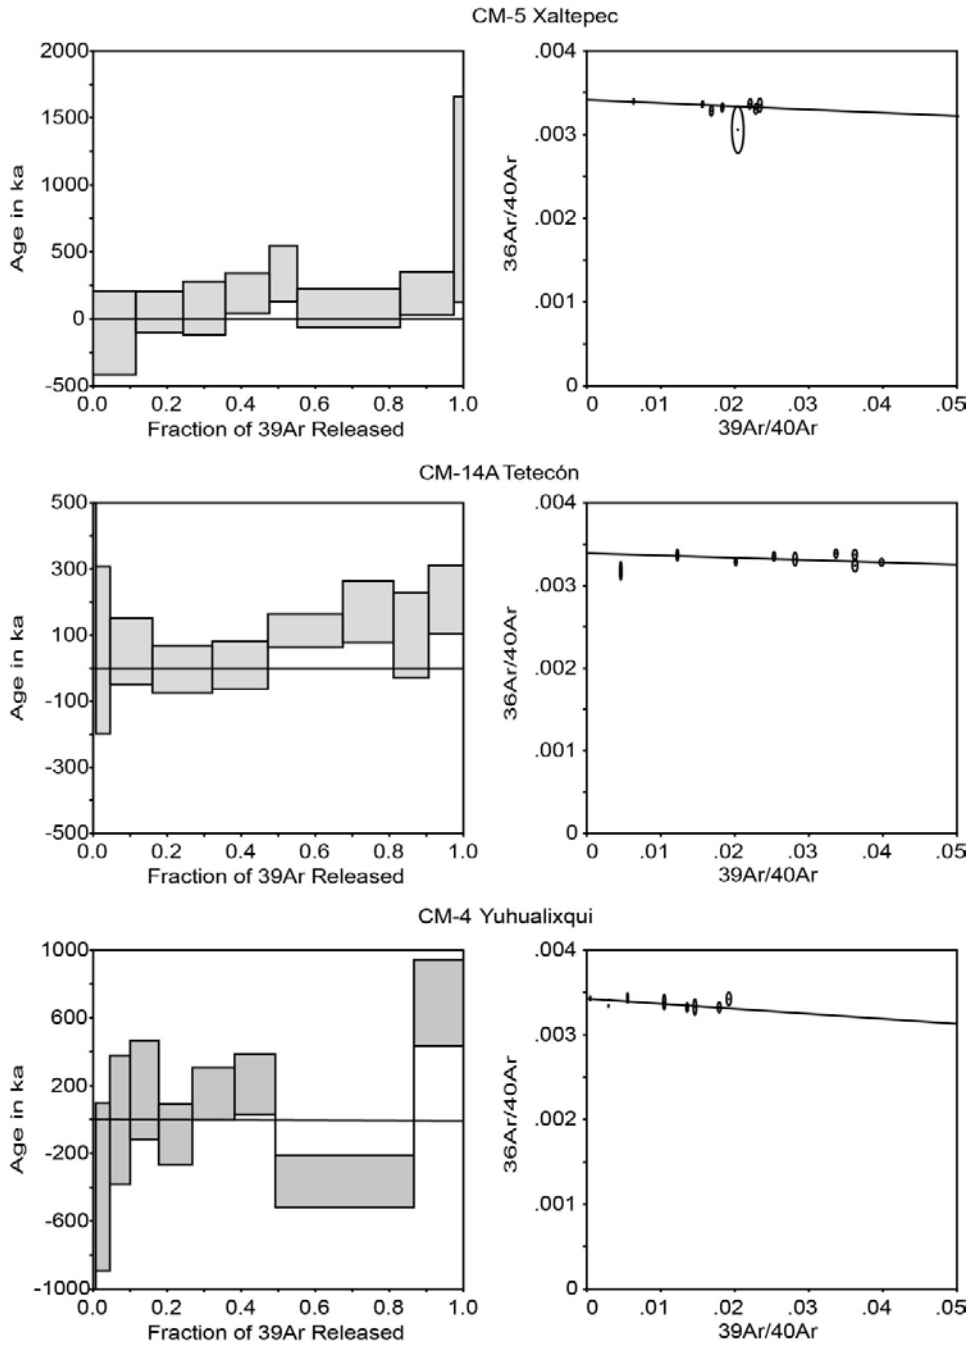 CM-5 Xaltepec
2000
1500
1000
500
0
-500
0.0 0.2 0.4 0.6 0.8 1.0
Age in ka
Fraction of 39Ar Released
.004
.003
.002
.001
0
0 .01 .02 .03 .04 .05
36Ar/40Ar
39Ar/40Ar
CM-14A Tetecón
500
300
100
-100
-300
-500
0.0 0.2 0.4 0.6 0.8 1.0
Age in ka
Fraction of 39Ar Released
.004
.003
.002
.001
0
0 .01 .02 .03 .04 .05
36Ar/40Ar
39Ar/40Ar
CM-4 Yuhualixqui
1000
600
200
-200
-600
-1000
0.0 0.2 0.4 0.6 0.8 1.0
Age in ka
Fraction of 39Ar Released
.004
.003
.002
.001
0
0 .01 .02 .03 .04 .05
36Ar/40Ar
39Ar/40Ar